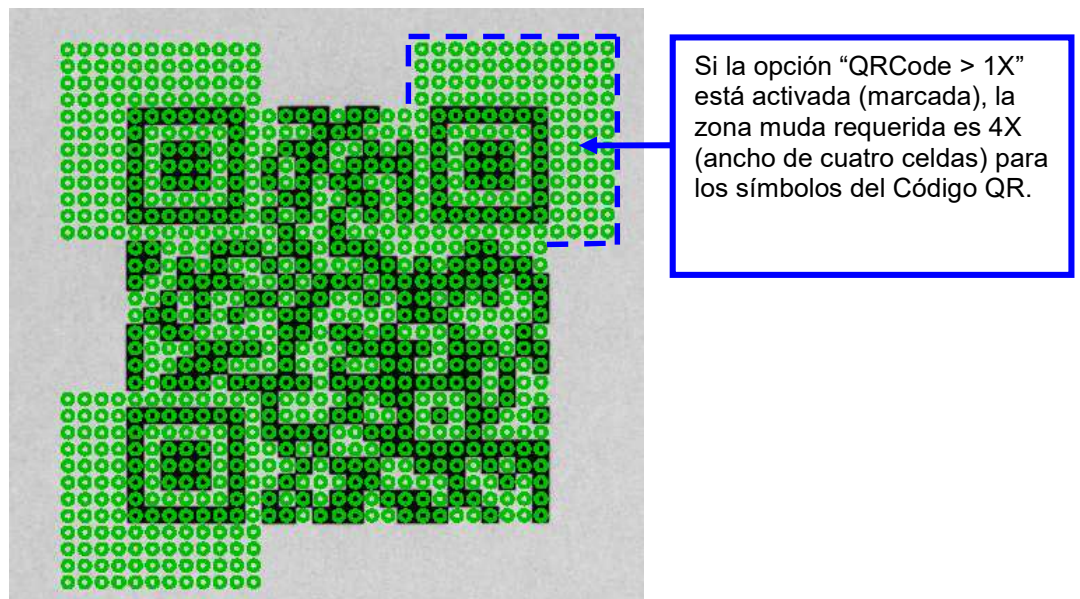 Si la opción “QRCode > 1X”
está activada (marcada), la
zona muda requerida es 4X
(ancho de cuatro celdas) para
los símbolos del Código QR.